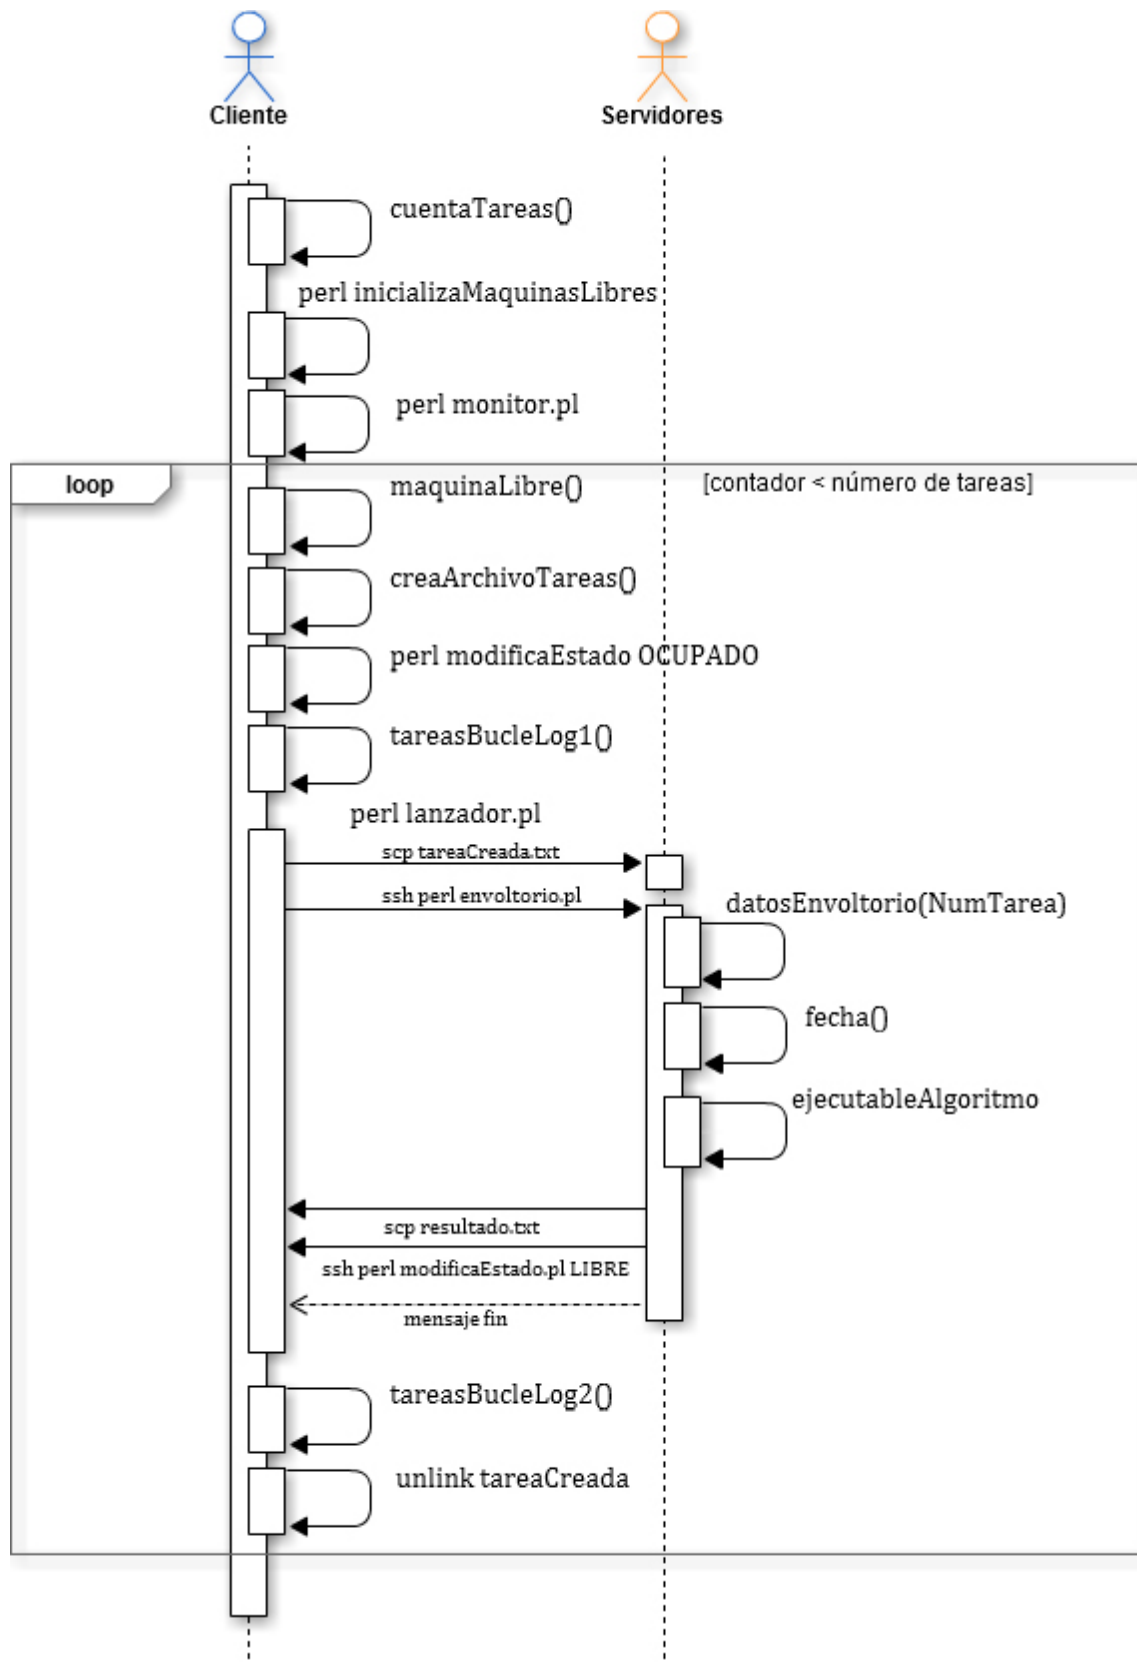 Cliente
Servidores
cuentaTareas()
perl inicializaMaquinasLibres
perl monitor.pl
loop
[contador < número de tareas]
maquinaLibre()
creaArchivoTareas()
perl modificaEstado OCUPADO
tareasBucleLog1()
perl lanzador.pl
scp tareaCreada.txt
ssh perl envoltorio.pl
datosEnvoltorio(NumTarea)
fecha()
ejecutableAlgoritmo
scp resultado.txt
ssh perl modificaEstado.pl LIBRE
mensaje fin
tareasBucleLog2()
unlink tareaCreada